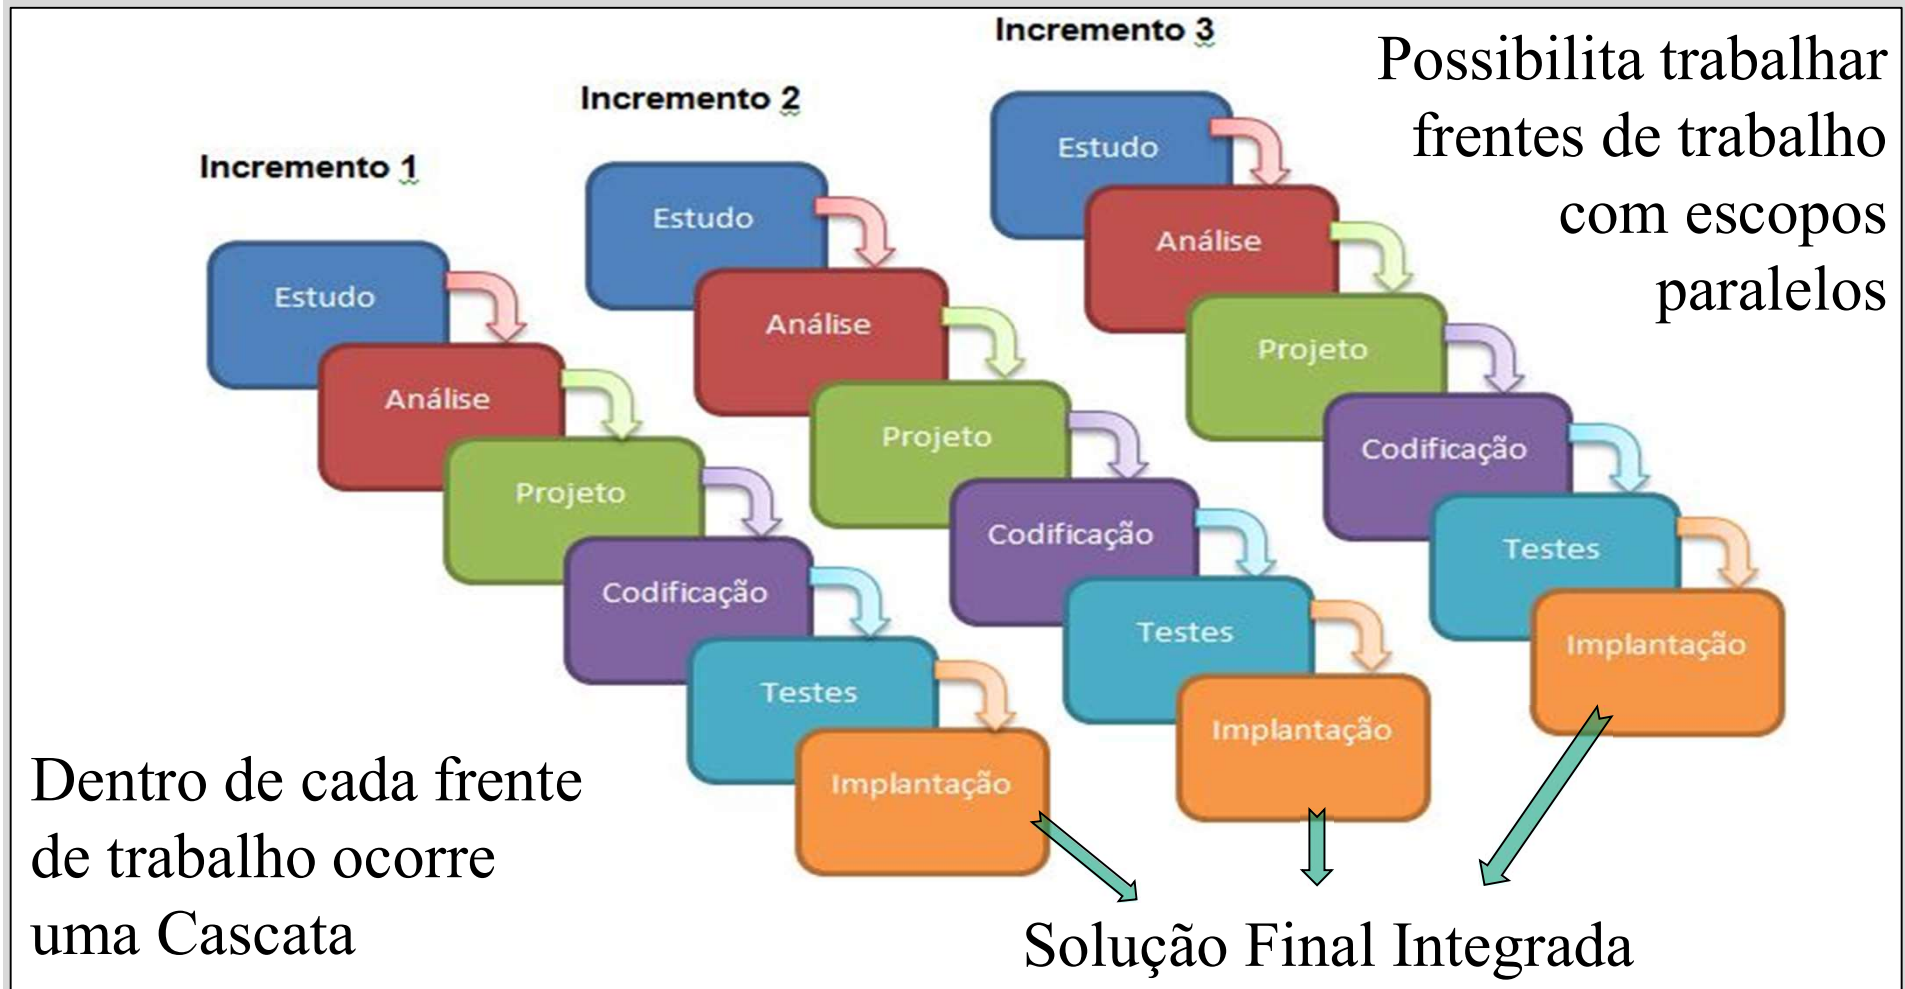 Incremento 1
Estudo
Análise
Projeto
Codificação
Testes
Implantação
Incremento 2
Estudo
Análise
Projeto
Codificação
Testes
Implantação
Incremento 3
Estudo
Análise
Projeto
Codificação
Testes
Implantação
Possibilita trabalhar
frentes de trabalho
com escopos
paralelos
Dentro de cada frente
de trabalho ocorre
uma Cascata
Solução Final Integrada